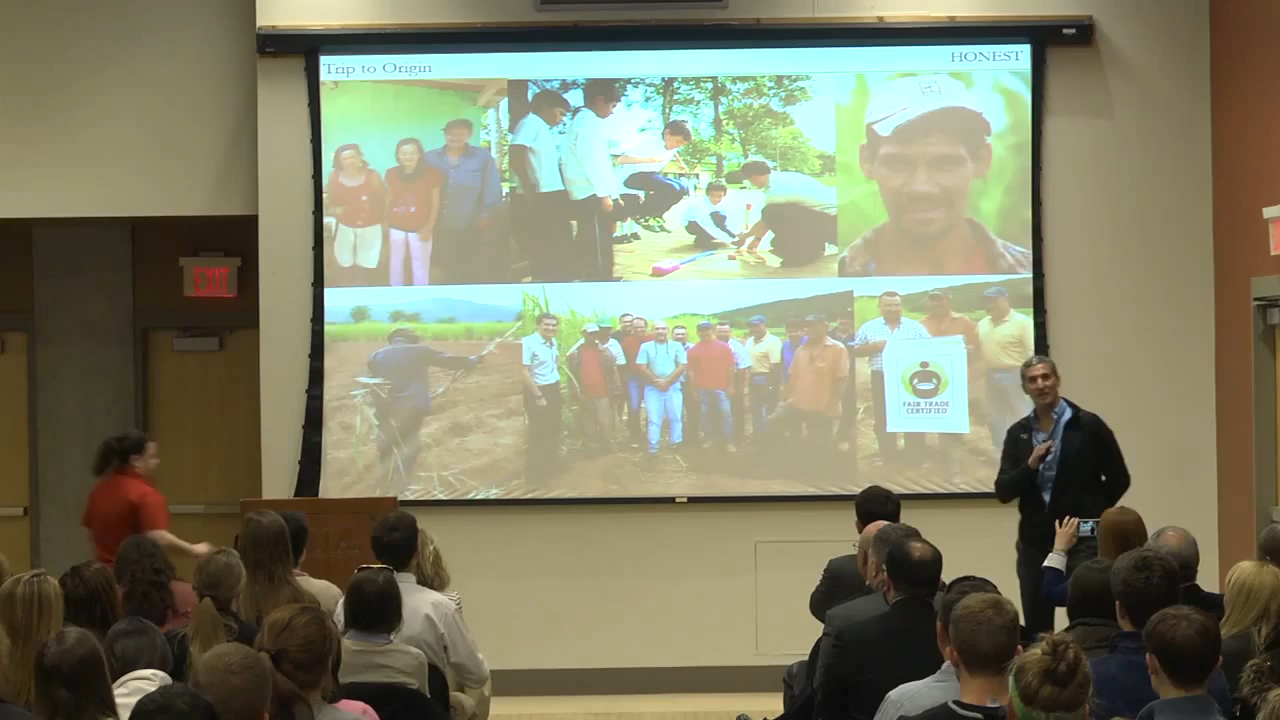 Trip to Origin
HONEST
EXIT
FAIR TRADE
CERTIFIED